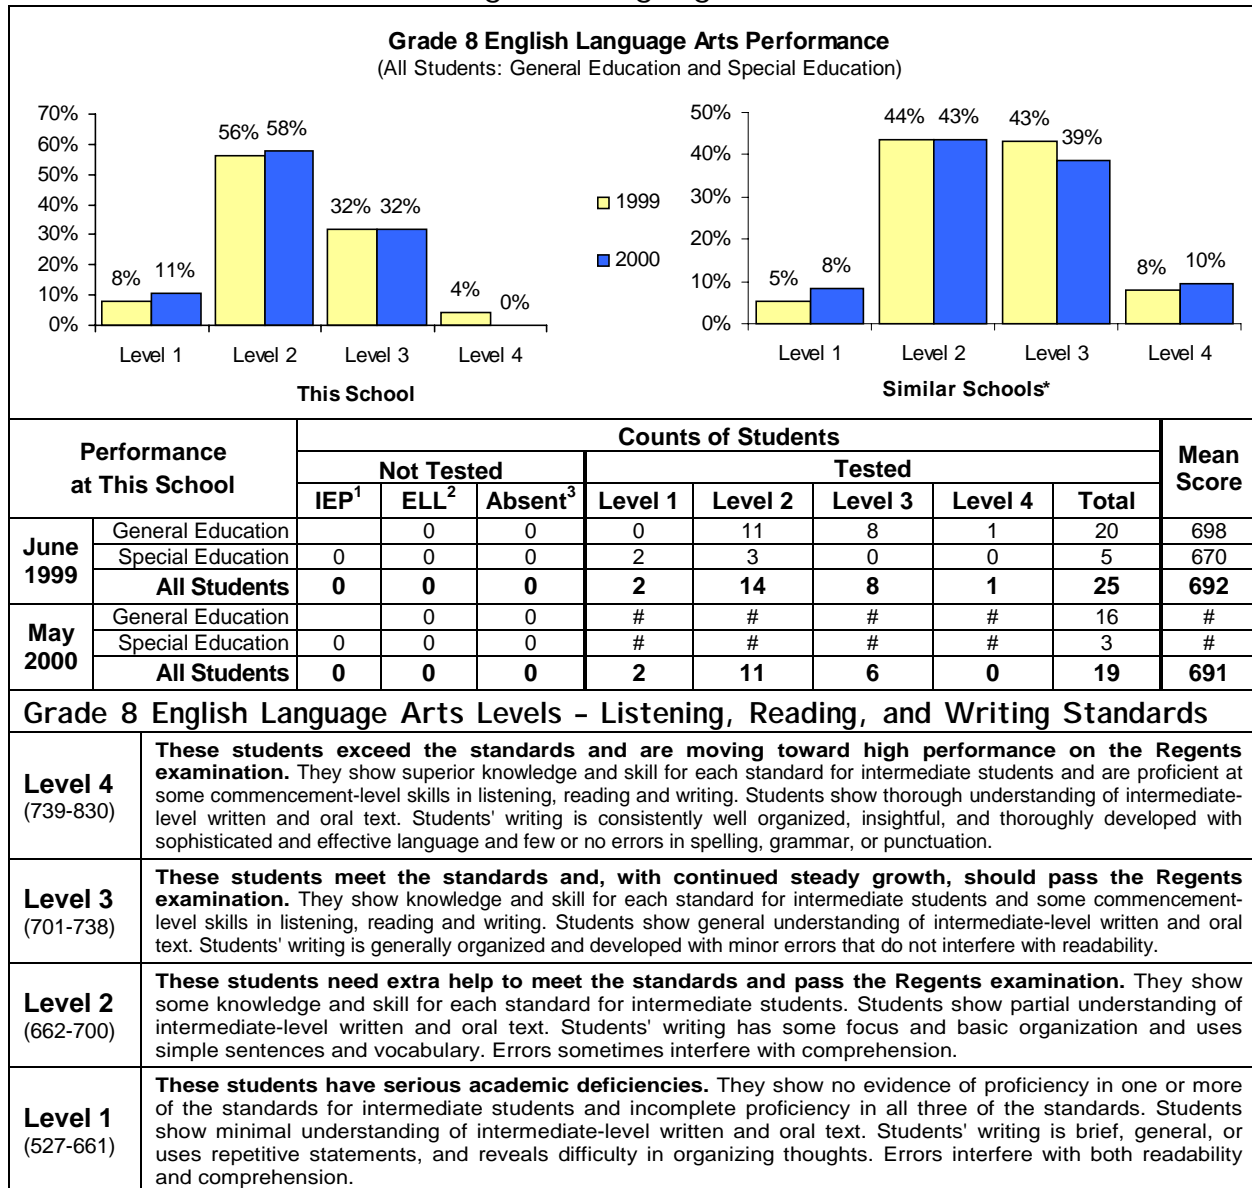 Grade 8 English Language Arts Performance
(All Students: General Education and Special Education)
70%
60%
50%
40%
30%
20%
10%
0%
8%
11%
56%
58%
32%
32%
4%
0%
Level 1
Level 2
Level 3
Level 4
This School
1999
2000
50%
40%
30%
20%
10%
0%
5%
8%
44%
43%
43%
39%
8%
10%
Level 1
Level 2
Level 3
Level 4
Similar Schools*
Performance
at This School
Counts of Students
Mean
Score
Not Tested
Tested
IEP1 ELL2 Absent3 Level 1 Level 2 Level 3 Level 4 Total
June
1999
General Education 0 0 0 11 8 1 20 698
Special Education 0 0 0 2 3 0 0 5 670
All Students 0 0 0 2 14 8 1 25 692
May
2000
General Education 0 0 # # # # 16 #
Special Education 0 0 0 # # # # 3 #
All Students 0 0 0 2 11 6 0 19 691
Grade 8 English Language Arts Levels – Listening, Reading, and Writing Standards
Level 4
(739-830)
These students exceed the standards and are moving toward high performance on the Regents
examination. They show superior knowledge and skill for each standard for intermediate students and are proficient at
some commencement-level skills in listening, reading and writing. Students show thorough understanding of intermediate-
level written and oral text. Students' writing is consistently well organized, insightful, and thoroughly developed with
sophisticated and effective language and few or no errors in spelling, grammar, or punctuation.
Level 3
(701-738)
These students meet the standards and, with continued steady growth, should pass the Regents
examination. They show knowledge and skill for each standard for intermediate students and some commencement-
level skills in listening, reading and writing. Students show general understanding of intermediate-level written and oral
text. Students' writing is generally organized and developed with minor errors that do not interfere with readability.
Level 2
(662-700)
These students need extra help to meet the standards and pass the Regents examination. They show
some knowledge and skill for each standard for intermediate students. Students show partial understanding of
intermediate-level written and oral text. Students' writing has some focus and basic organization and uses
simple sentences and vocabulary. Errors sometimes interfere with comprehension.
Level 1
(527-661)
These students have serious academic deficiencies. They show no evidence of proficiency in one or more
of the standards for intermediate students and incomplete proficiency in all three of the standards. Students
show minimal understanding of intermediate-level written and oral text. Students' writing is brief, general, or
uses repetitive statements, and reveals difficulty in organizing thoughts. Errors interfere with both readability
and comprehension.